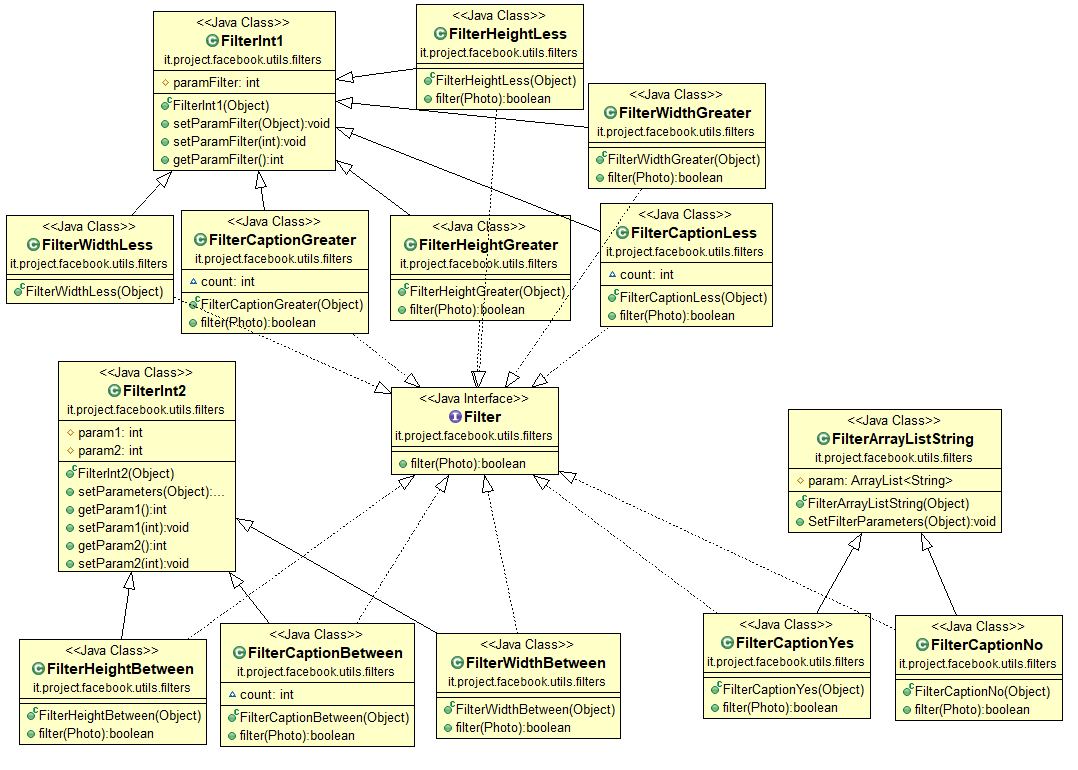 <<Java Class>>
FilterInt1
it.project.facebook.utils.filters
paramFilter: int
FilterInt1(Object)
setParamFilter(Object):void
setParamFilter(int):void
getParamFilter():int
<<Java Class>>
FilterHeightLess
it.project.facebook.utils.filters
FilterHeightLess(Object)
filter(Photo):boolean
<<Java Class>>
FilterWidthGreater
it.project.facebook.utils.filters
FilterWidthGreater(Object)
filter(Photo):boolean
<<Java Class>>
FilterWidthLess
it.project.facebook.utils.filters
FilterWidthLess(Object)
<<Java Class>>
FilterCaptionGreater
it.project.facebook.utils.filters
count: int
FilterCaptionGreater(Object)
filter(Photo):boolean
<<Java Class>>
FilterHeightGreater
it.project.facebook.utils.filters
FilterHeightGreater(Object)
filter(Photo):boolean
<<Java Class>>
FilterCaptionLess
it.project.facebook.utils.filters
count: int
FilterCaptionLess(Object)
filter(Photo):boolean
<<Java Class>>
FilterInt2
it.project.facebook.utils.filters
param1: int
param2: int
FilterInt2(Object)
setParameters(Object):...
getParam1():int
setParam1(int):void
getParam2():int
setParam2(int):void
<<Java Interface>>
Filter
it.project.facebook.utils.filters
filter(Photo):boolean
<<Java Class>>
FilterArrayListString
it.project.facebook.utils.filters
param: ArrayList<String>
FilterArrayListString(Object)
SetFilterParameters(Object):void
<<Java Class>>
FilterHeightBetween
it.project.facebook.utils.filters
FilterHeightBetween(Object)
filter(Photo):boolean
<<Java Class>>
FilterCaptionBetween
it.project.facebook.utils.filters
count: int
FilterCaptionBetween(Object)
filter(Photo):boolean
<<Java Class>>
FilterWidthBetween
it.project.facebook.utils.filters
FilterWidthBetween(Object)
filter(Photo):boolean
<<Java Class>>
FilterCaptionYes
it.project.facebook.utils.filters
FilterCaptionYes(Object)
filter(Photo):boolean
<<Java Class>>
FilterCaptionNo
it.project.facebook.utils.filters
FilterCaptionNo(Object)
filter(Photo):boolean